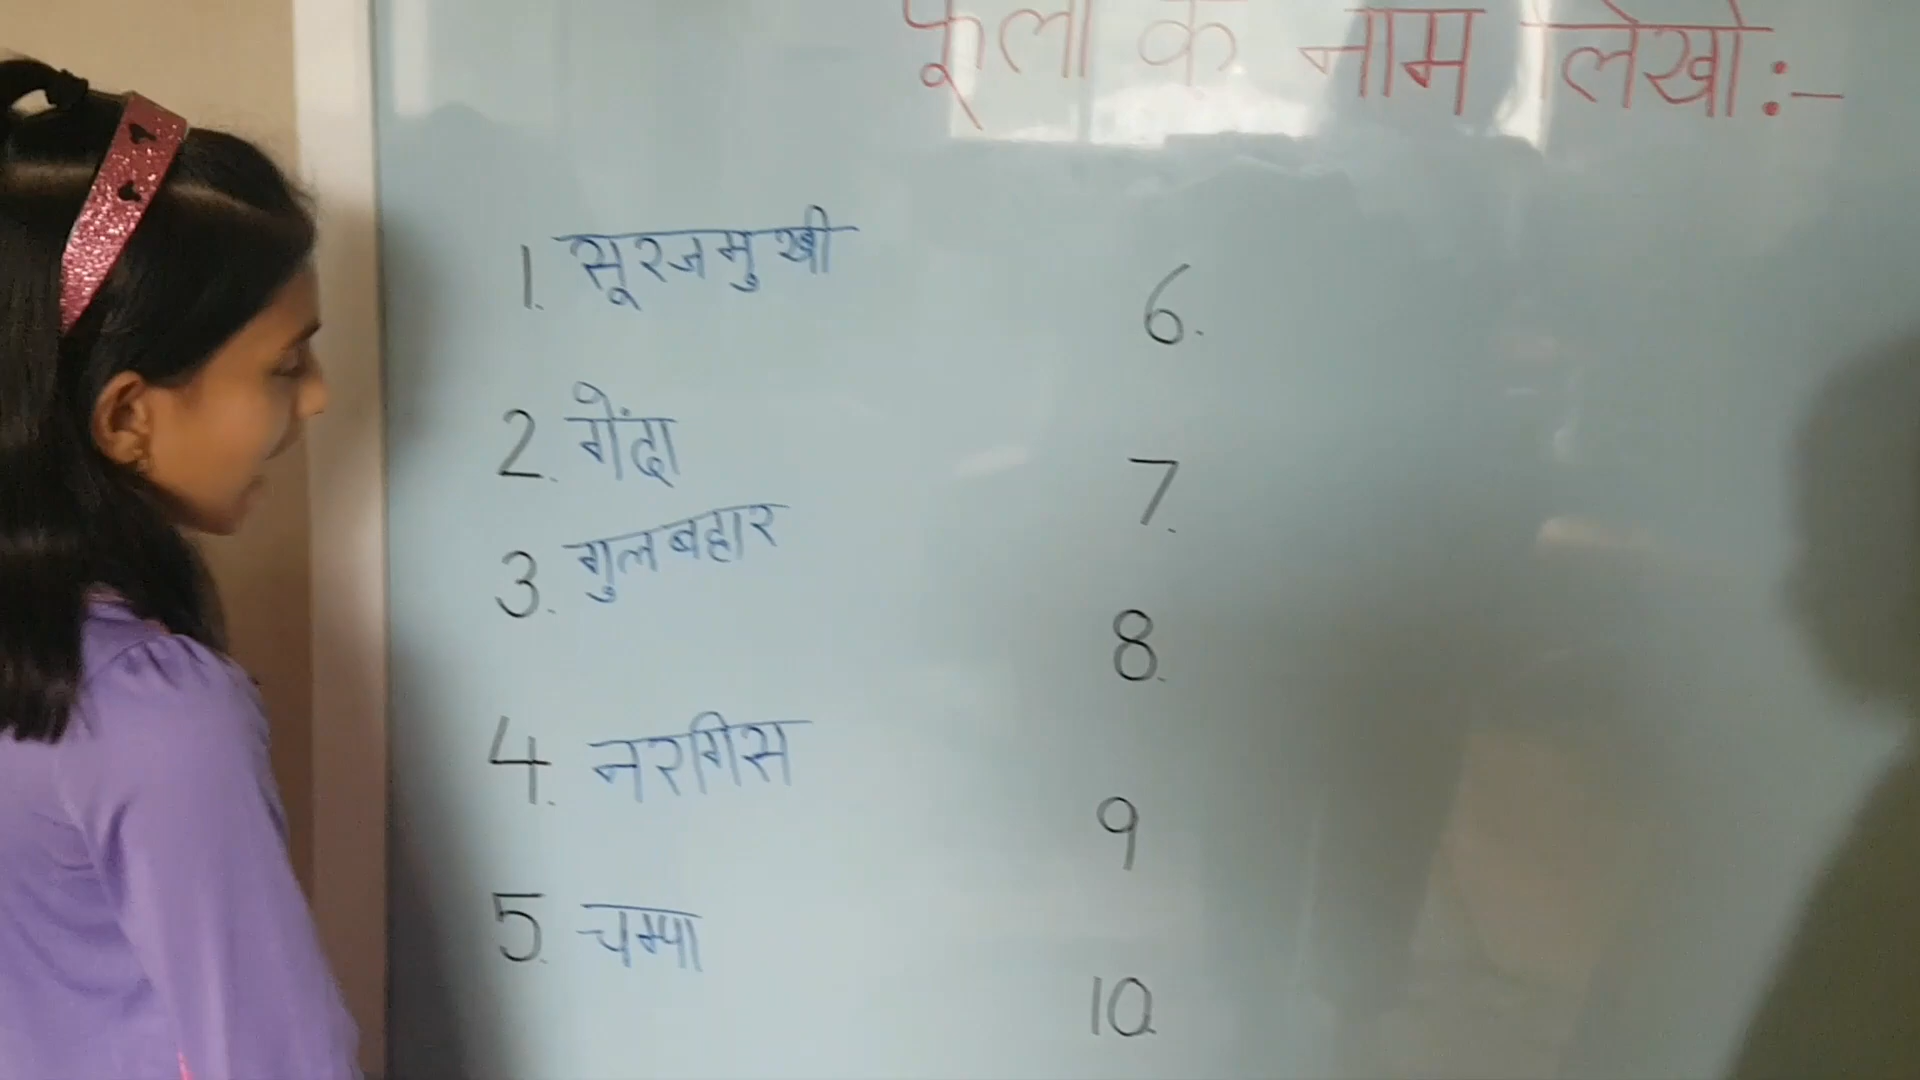 फूलों के नाम लिखो:-
1. सूरजमुखी
2. गेंदा
3. गुलबहार
4. नरगिस
5. चम्पा
6.
7.
8.
9
10.